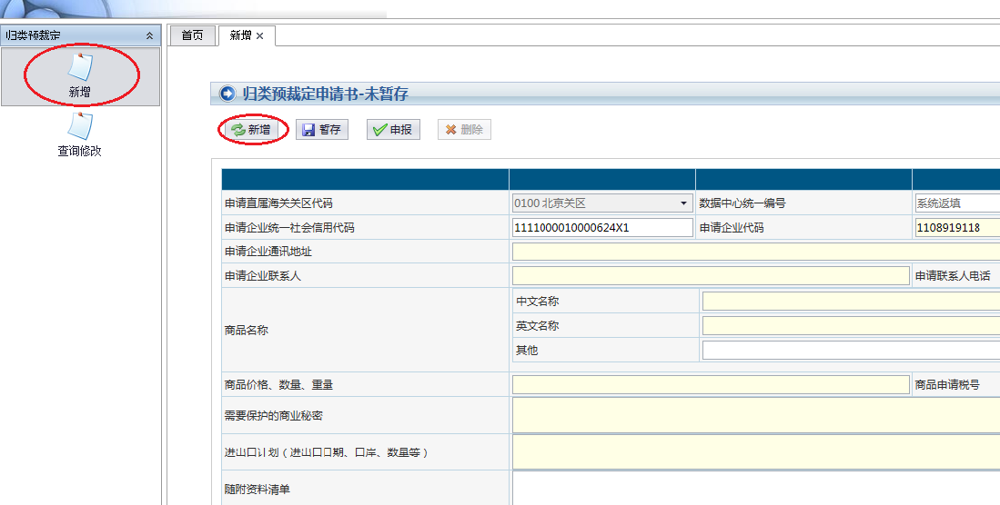 归类预裁定
新增
查询修改
首页 新增
归类预裁定申请书-未暂存
新增 暂存 申报 删除
申请直属海关关区代码 0100 北京关区 数据中心统一编号 系统返填
申请企业统一社会信用代码 1111000010000624X1 申请企业代码 1108919118
申请企业通讯地址
申请企业联系人 申请联系人电话
商品名称
中文名称
英文名称
其他
商品价格、数量、重量 商品申请税号
需要保护的商业秘密
进出口计划（进出口日期、口岸、数量等）
随附资料清单